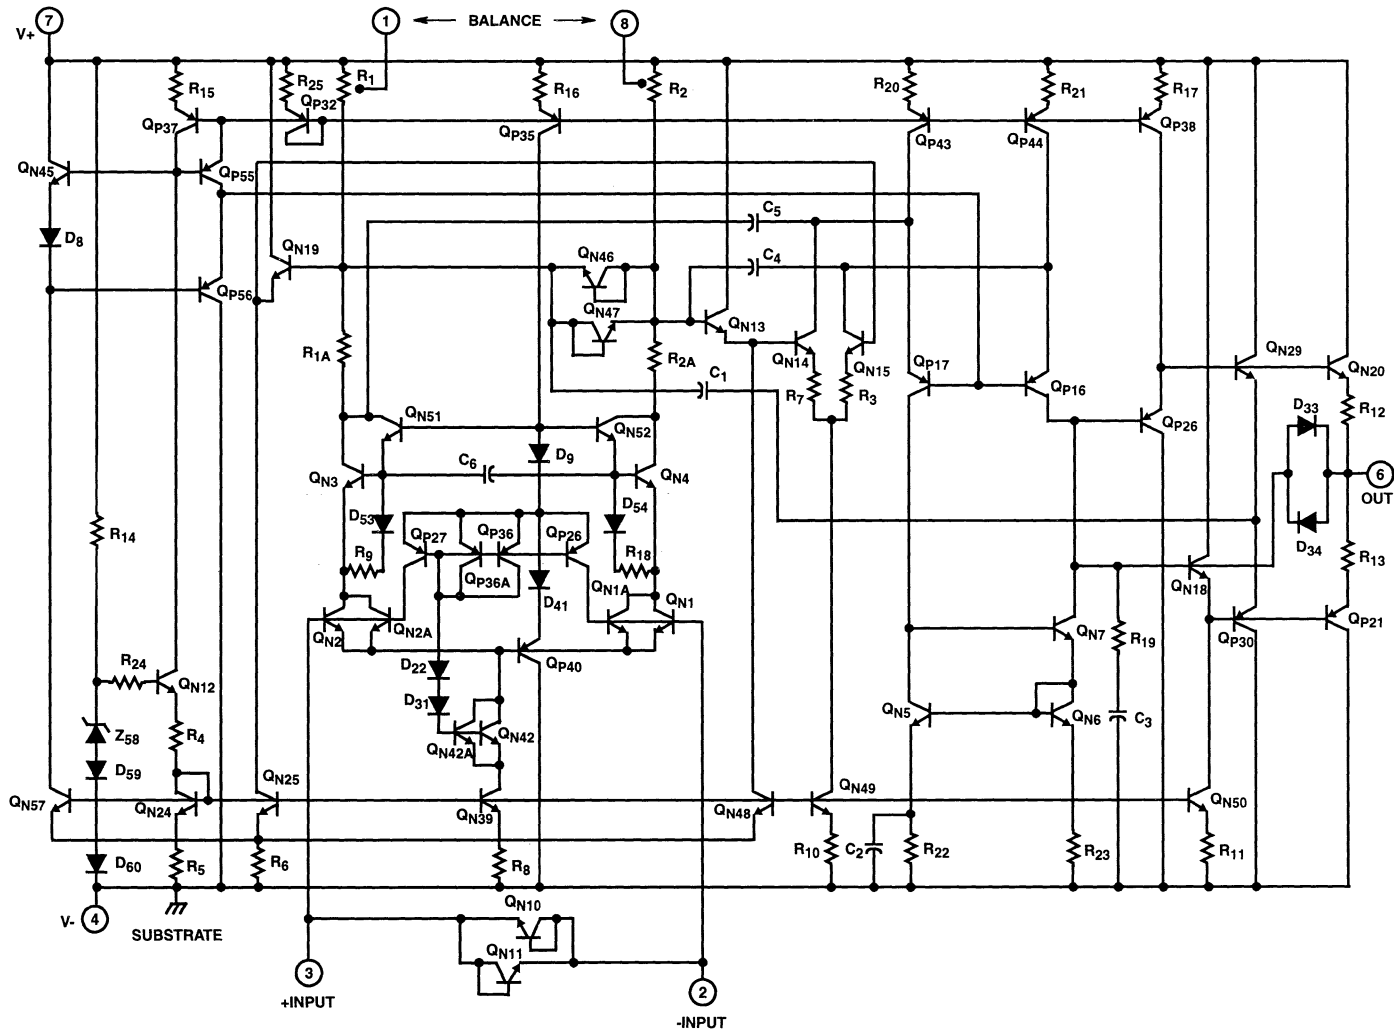 7
V+
1
BALANCE
8
R15
R25
R1
R16
R2
R20
R21
R17
QP37
QP32
QP35
QP43
QP44
QP38
QN45
QP55
C5
D8
QN19
QN46
C4
QP56
QN47
QN13
R1A
R2A
QN14
QN15
QP17
QP16
QN29
QN20
C1
R7
R3
D33
R12
QN51
QN52
QP26
D9
C6
QN3
QN4
6
OUT
D53
D54
R14
QP27
QP36
QP26
D34
R13
R9
QP36A
R18
D41
QN1A
QN1
QN18
QN2
QN2A
QN7
R19
QP30
QP21
R24
QN12
D22
QP40
D31
QN5
QN6
C3
Z58
R4
QN42A
QN42
D59
QN57
QN24
QN25
QN39
QN48
QN49
QN50
D60
R5
R6
R8
R10
C2
R22
R23
R11
V-
4
SUBSTRATE
QN10
QN11
3
+INPUT
2
-INPUT